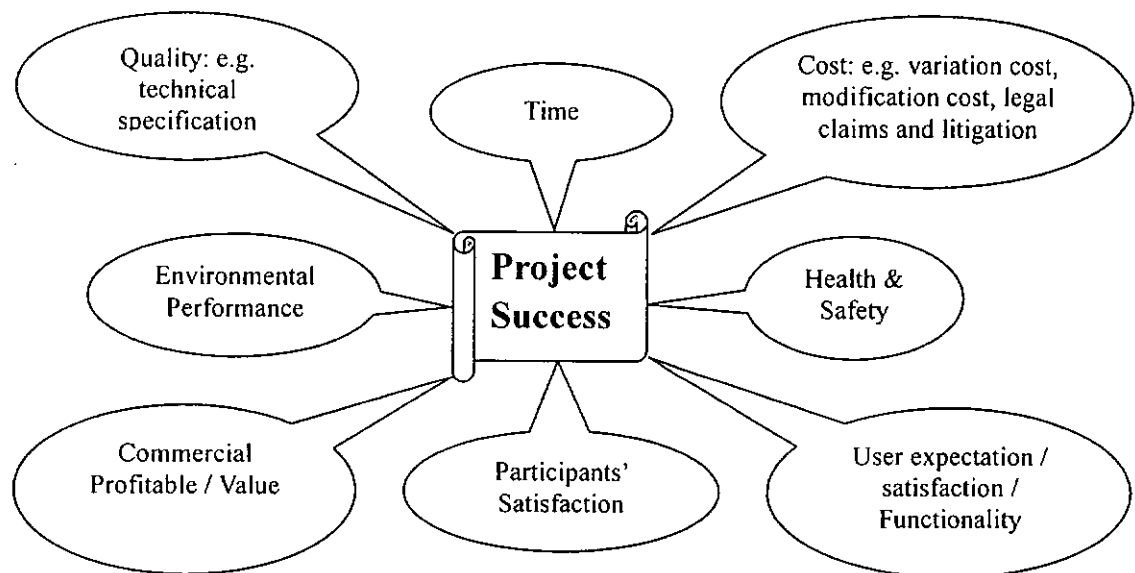 Quality: e.g.
technical
specification
Time
Cost: e.g. variation cost,
modification cost, legal
claims and litigation
Environmental
Performance
Project
Success
Health &
Safety
Commercial
Profitable / Value
Participants'
Satisfaction
User expectation /
satisfaction /
Functionality